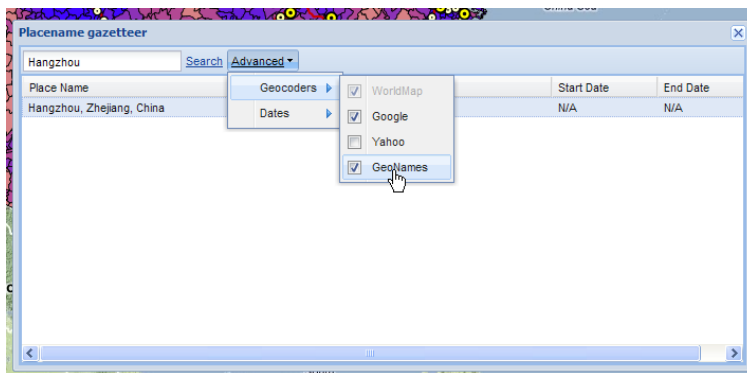 Placename gazetteer
Hangzhou Search Advanced
Place Name Start Date End Date
Hangzhou, Zhejiang, China N/A N/A
Geocoders
Dates
WorldMap
Google
Yahoo
GeoNames